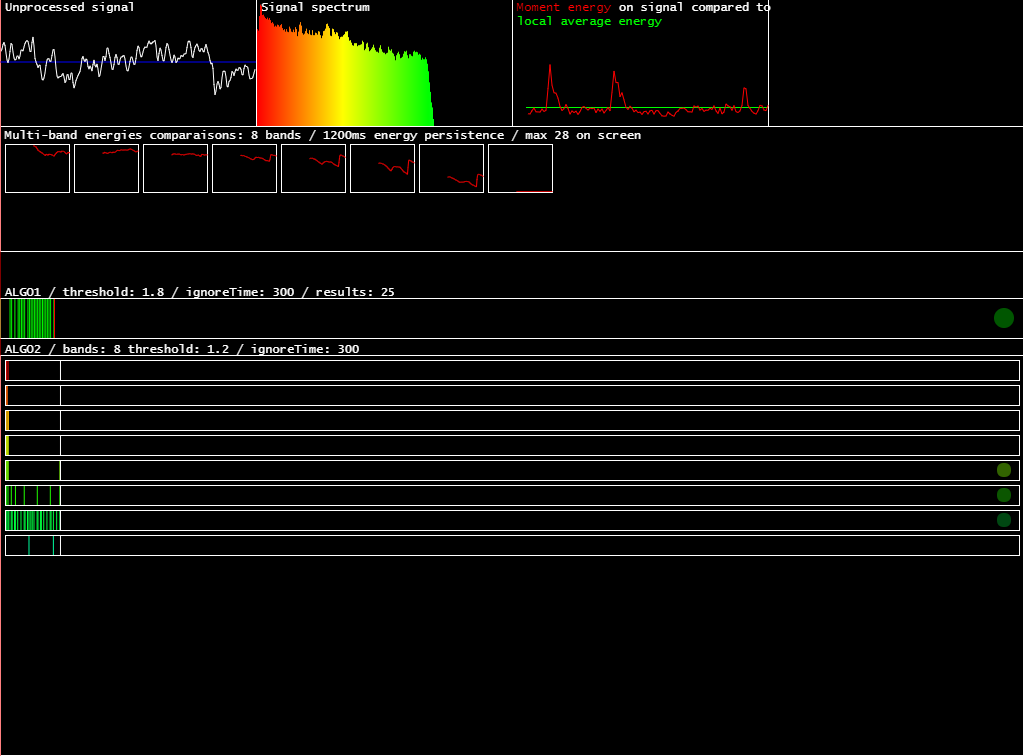 Unprocessed signal
Signal spectrum
Moment energy on signal compared to
local average energy
Multi-band energies comparaisons: 8 bands / 1200ms energy persistence / max 28 on screen
ALGO1 / threshold: 1.8 / ignoreTime: 300 / results: 25
ALGO2 / bands: 8 threshold: 1.2 / ignoreTime: 300